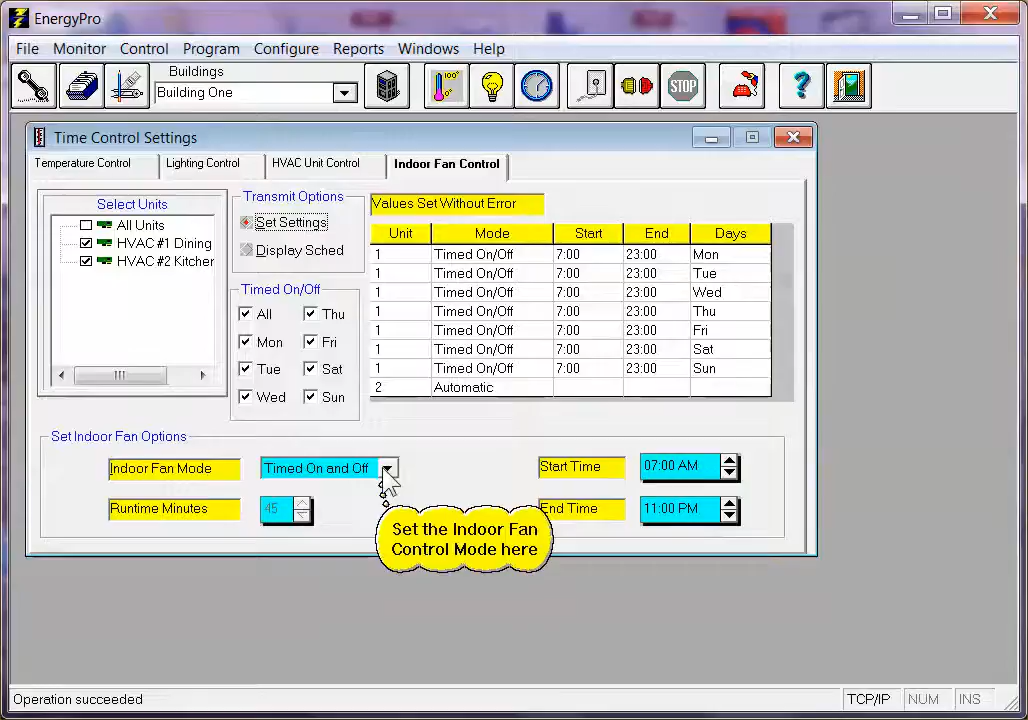 EnergyPro
File Monitor Control Program Configure Reports Windows Help
Buildings
Building One
100°
0°
STOP
?
Time Control Settings
Temperature Control Lighting Control HVAC Unit Control Indoor Fan Control
Select Units
All Units
HVAC #1 Dining
HVAC #2 Kitcher
Transmit Options
Set Settings
Display Sched
Timed On/Off
All Thu
Mon Fri
Tue Sat
Wed Sun
Values Set Without Error
Unit Mode Start End Days
1 Timed On/Off 7:00 23:00 Mon
1 Timed On/Off 7:00 23:00 Tue
1 Timed On/Off 7:00 23:00 Wed
1 Timed On/Off 7:00 23:00 Thu
1 Timed On/Off 7:00 23:00 Fri
1 Timed On/Off 7:00 23:00 Sat
1 Timed On/Off 7:00 23:00 Sun
2 Automatic
Set Indoor Fan Options
Indoor Fan Mode Timed On and Off Start Time 07:00 AM
Runtime Minutes 45 End Time 11:00 PM
Set the Indoor Fan
Control Mode here
Operation succeeded TCP/IP NUM INS